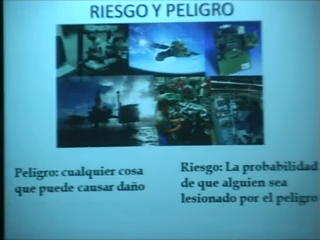 RIESGO Y PELIGRO
Peligro: cualquier cosa
que puede causar daño
Riesgo: La probabilidad
de que alguien sea
lesionado por el peligro